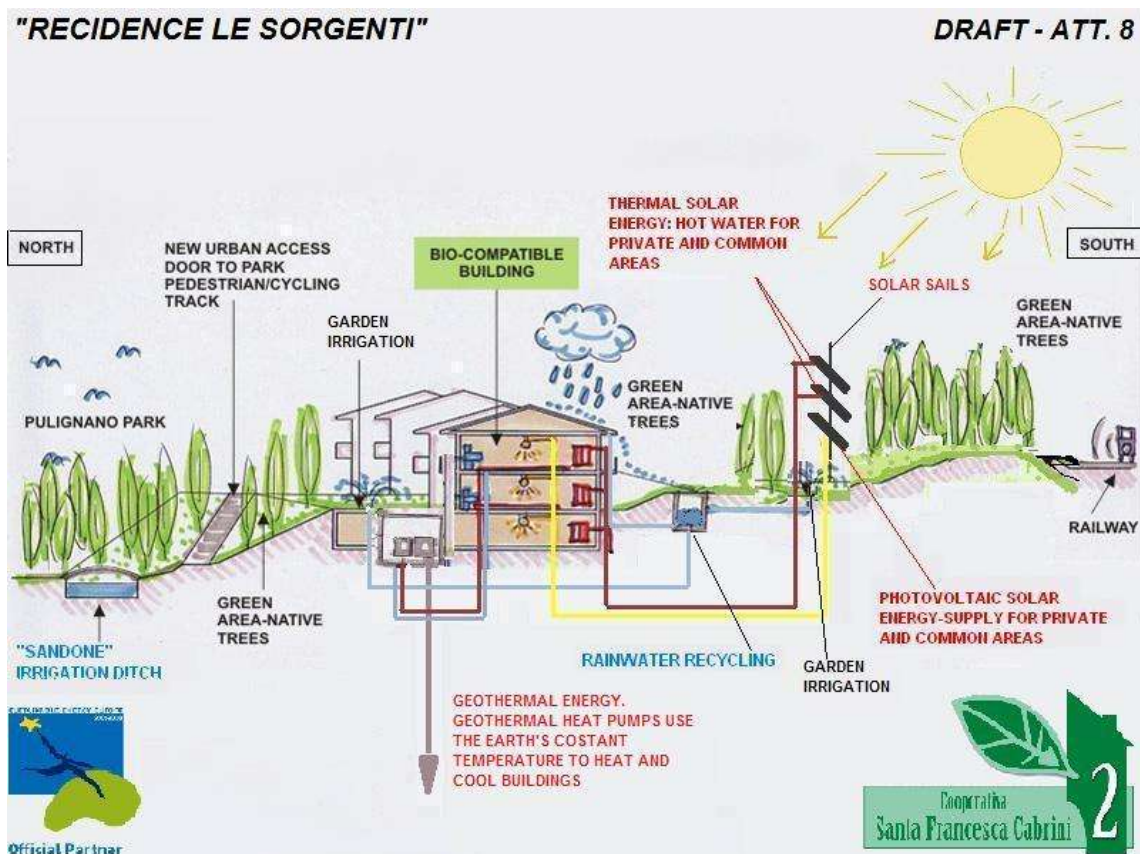 "RECIDENCE LE SORGENTI"
DRAFT - ATT. 8
NORTH
NEW URBAN ACCESS
DOOR TO PARK
PEDESTRIAN/CYCLING
TRACK
BIO-COMPATIBLE
BUILDING
THERMAL SOLAR
ENERGY: HOT WATER FOR
PRIVATE AND COMMON
AREAS
SOUTH
SOLAR SAILS
GREEN
AREA-NATIVE
TREES
GARDEN
IRRIGATION
GREEN
AREA-NATIVE
TREES
PULIGNANO PARK
RAILWAY
GREEN
AREA-NATIVE
TREES
PHOTOVOLTAIC SOLAR
ENERGY-SUPPLY FOR PRIVATE
AND COMMON AREAS
"SANDONE"
IRRIGATION DITCH
RAINWATER RECYCLING
GARDEN
IRRIGATION
GEOTHERMAL ENERGY.
GEOTHERMAL HEAT PUMPS USE
THE EARTH'S COSTANT
TEMPERATURE TO HEAT AND
COOL BUILDINGS
Official Partner
Cooperativa
Santa Francesca Cabrini
2